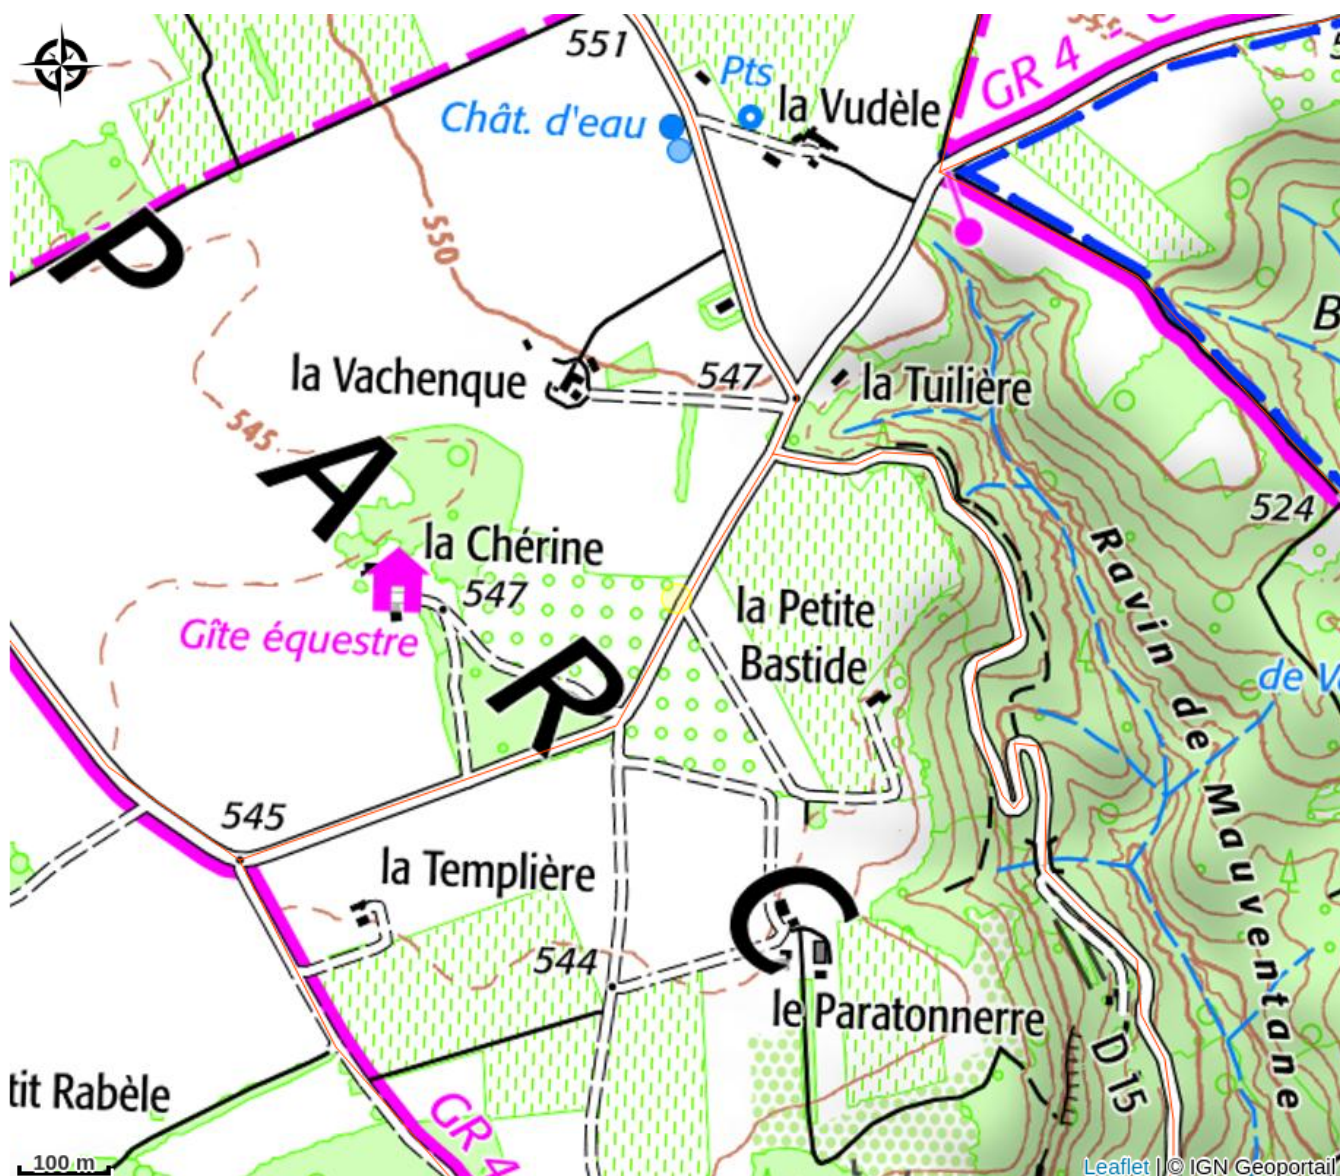 551
Pts
la Vudèle
GR 4
Chât. d'eau
550
P
la Vachenque
547
la Tuilière
B
545
A
524
la Chérine
547
Gîte équestre
la Petite
Bastide
R
Ravin de Mauventane
545
la Templière
C
544
le Paratonnerre
D 15
tit Rabèle
GR 4
100 m
Leaflet | © IGN Geoportail